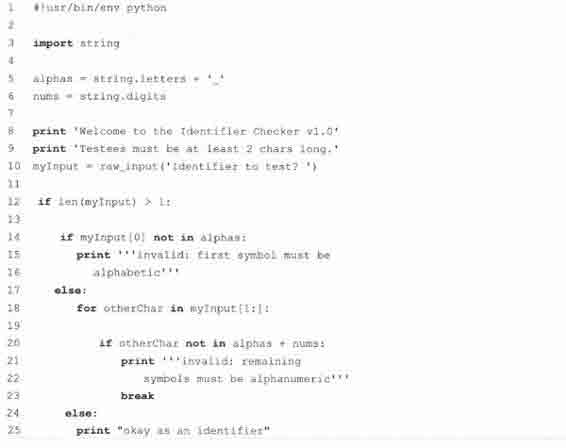 1 #!usr/bin/env python
2
3 import string
4
5 alphas = string.letters + '_'
6 nums = string.digits
7
8 print 'Welcome to the Identifier Checker v1.0'
9 print 'Testees must be at least 2 chars long.'
10 myInput = raw_input('Identifier to test? ')
11
12 if len(myInput) > 1:
13
14 if myInput[0] not in alphas:
15 print '''invalid: first symbol must be
16 alphabetic'''
17 else:
18 for otherChar in myInput[1:]:
19
20 if otherChar not in alphas + nums:
21 print '''invalid: remaining
22 symbols must be alphanumeric'''
23 break
24 else:
25 print "okay as an identifier"